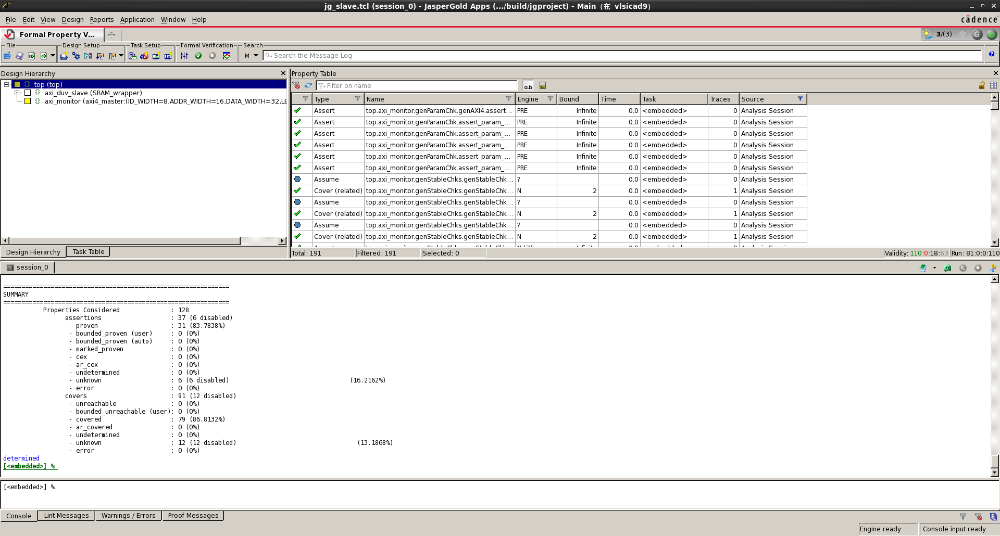 jg_slave.tcl (session_0) - JasperGold Apps (.../build/jgproject) - Main（在 vlsicad9）
File Edit View Design Reports Application Window Help
cādence
Formal Property V...
3/(3)
File Design Setup Task Setup Formal Verification Search
M Search the Message Log
Design Hierarchy
top (top)
axi_duv_slave (SRAM_wrapper)
axi_monitor (axi4_master:(ID_WIDTH=8,ADDR_WIDTH=16,DATA_WIDTH=32,LE
Design Hierarchy Task Table
Property Table
Filter on name
a.b
Type Name Engine Bound Time Task Traces Source
Assert top.axi_monitor.genParamChk.genAXI4.assert... PRE Infinite 0.0 <embedded> 0 Analysis Session
Assert top.axi_monitor.genParamChk.assert_param_... PRE Infinite 0.0 <embedded> 0 Analysis Session
Assert top.axi_monitor.genParamChk.assert_param_... PRE Infinite 0.0 <embedded> 0 Analysis Session
Assert top.axi_monitor.genParamChk.assert_param_... PRE Infinite 0.0 <embedded> 0 Analysis Session
Assert top.axi_monitor.genParamChk.assert_param_... PRE Infinite 0.0 <embedded> 0 Analysis Session
Assert top.axi_monitor.genParamChk.assert_param_... PRE Infinite 0.0 <embedded> 0 Analysis Session
Assume top.axi_monitor.genStableChks.genStableChk... ? 0.0 <embedded> 0 Analysis Session
Cover (related) top.axi_monitor.genStableChks.genStableChk... N 2 0.0 <embedded> 1 Analysis Session
Assume top.axi_monitor.genStableChks.genStableChk... ? 0.0 <embedded> 0 Analysis Session
Cover (related) top.axi_monitor.genStableChks.genStableChk... N 2 0.0 <embedded> 1 Analysis Session
Assume top.axi_monitor.genStableChks.genStableChk... ? 0.0 <embedded> 0 Analysis Session
Cover (related) top.axi_monitor.genStableChks.genStableChk... N 2 0.0 <embedded> 1 Analysis Session
Total: 191 Filtered: 191 Selected: 0 Validity: 110:0:18:63 Run: 81:0:0:110
session_0
==============================================================
SUMMARY
==============================================================
Properties Considered : 128
assertions : 37 (6 disabled)
- proven : 31 (83.7838%)
- bounded_proven (user) : 0 (0%)
- bounded_proven (auto) : 0 (0%)
- marked_proven : 0 (0%)
- cex : 0 (0%)
- ar_cex : 0 (0%)
- undetermined : 0 (0%)
- unknown : 6 (6 disabled) (16.2162%)
- error : 0 (0%)
covers : 91 (12 disabled)
- unreachable : 0 (0%)
- bounded_unreachable (user): 0 (0%)
- covered : 79 (86.8132%)
- ar_covered : 0 (0%)
- undetermined : 0 (0%)
- unknown : 12 (12 disabled) (13.1868%)
- error : 0 (0%)
determined
[<embedded>] %
[<embedded>] %
Console Lint Messages Warnings / Errors Proof Messages
Engine ready Console input ready